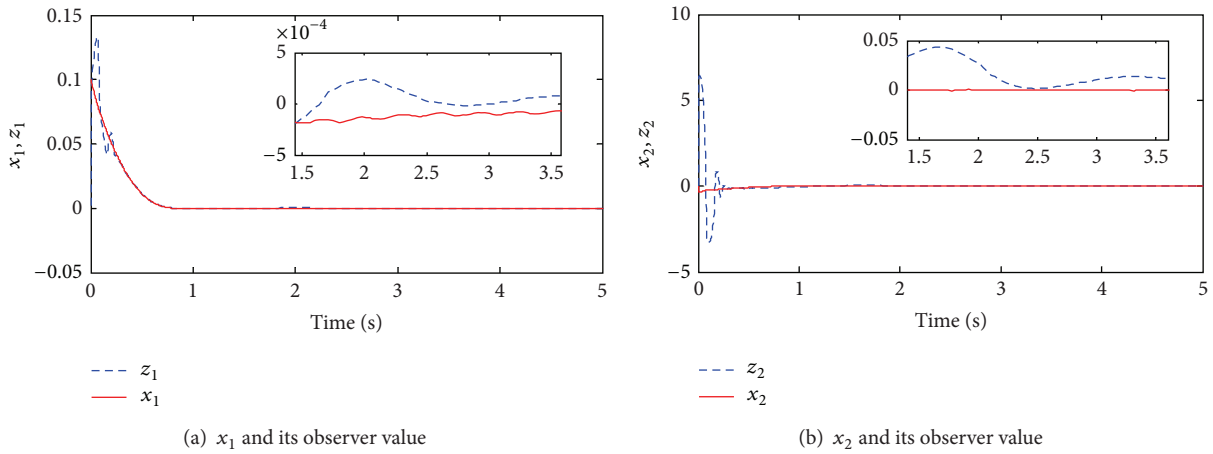 ×10⁻⁴
0.15
0.1
0.05
0
−0.05
x₁, z₁
5
0
−5
1.5 2 2.5 3 3.5
0 1 2 3 4 5
Time (s)
z₁
x₁
(a) x₁ and its observer value
10
5
0
−5
x₂, z₂
0.05
0
−0.05
1.5 2 2.5 3 3.5
0 1 2 3 4 5
Time (s)
z₂
x₂
(b) x₂ and its observer value